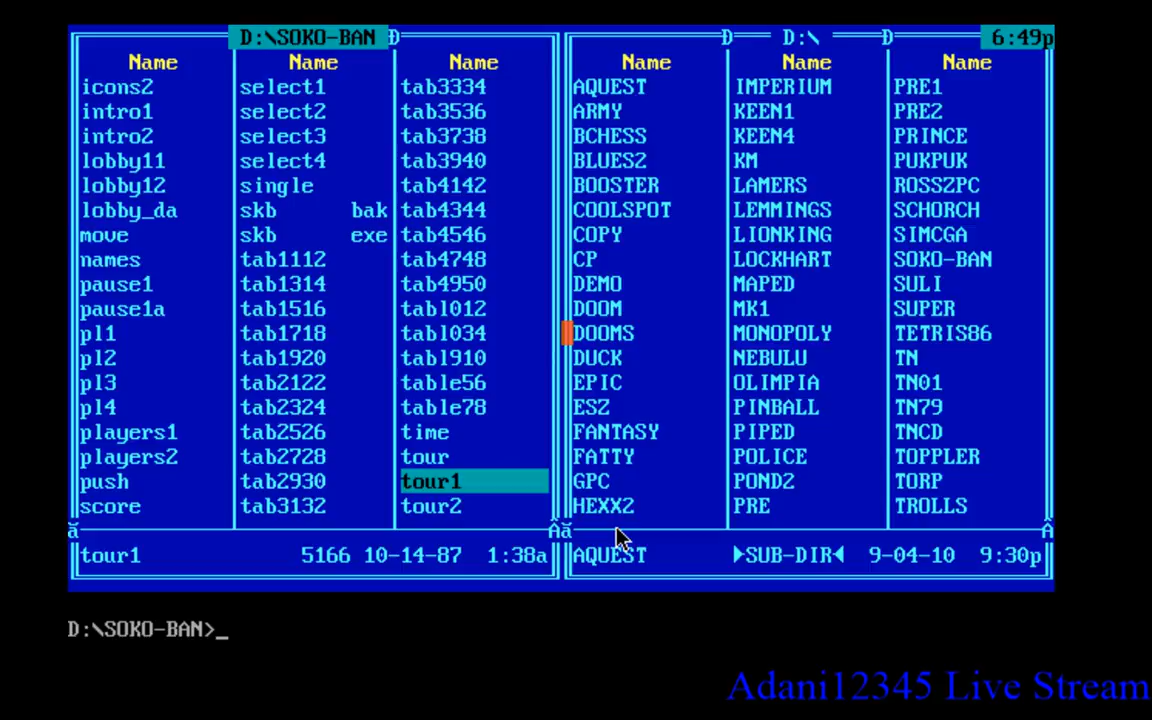 D:\SOKO-BAN Đ Đ D:\ Đ 6:49p
Name Name Name Name Name Name
icons2 select1 tab3334 AQUEST IMPERIUM PRE1
intro1 select2 tab3536 ARMY KEEN1 PRE2
intro2 select3 tab3738 BCHESS KEEN4 PRINCE
lobby11 select4 tab3940 BLUES2 KM PUKPUK
lobby12 single tab4142 BOOSTER LAMERS ROSSZPC
lobby_da skb bak tab4344 COOLSPOT LEMMINGS SCHORCH
move skb exe tab4546 COPY LIONKING SIMCGA
names tab1112 tab4748 CP LOCKHART SOKO-BAN
pause1 tab1314 tab4950 DEMO MAPED SULI
pause1a tab1516 tabl012 DOOM MK1 SUPER
pl1 tab1718 tabl034 DOOMS MONOPOLY TETRIS86
pl2 tab1920 tabl910 DUCK NEBULU TN
pl3 tab2122 table56 EPIC OLIMPIA TN01
pl4 tab2324 table78 ESZ PINBALL TN79
players1 tab2526 time FANTASY PIPED TNCD
players2 tab2728 tour FATTY POLICE TOPPLER
push tab2930 tour1 GPC POND2 TORP
score tab3132 tour2 HEXX2 PRE TROLLS
ă Âă Â
tour1 5166 10-14-87 1:38a AQUEST ►SUB-DIR◄ 9-04-10 9:30p
D:\SOKO-BAN>_
Adani12345 Live Stream